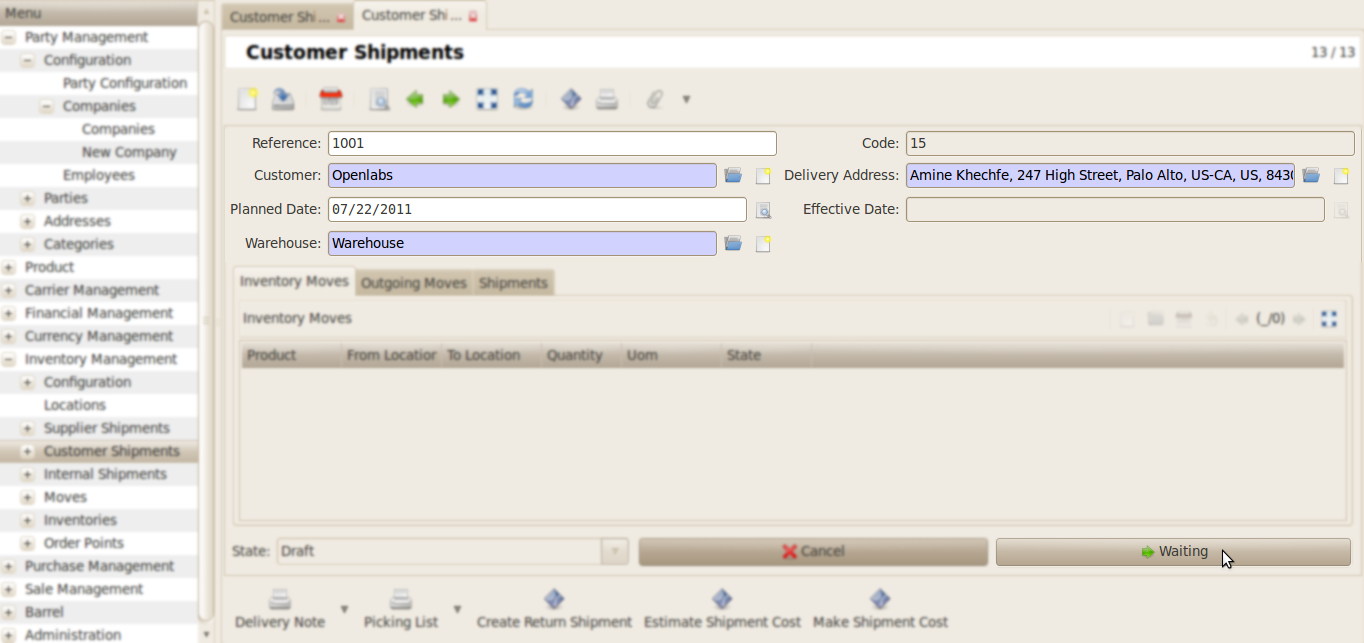 Menu
Party Management
Configuration
Party Configuration
Companies
Companies
New Company
Employees
Parties
Addresses
Categories
Product
Carrier Management
Financial Management
Currency Management
Inventory Management
Configuration
Locations
Supplier Shipments
Customer Shipments
Internal Shipments
Moves
Inventories
Order Points
Purchase Management
Sale Management
Barrel
Administration
Customer Shi ... Customer Shi ...
Customer Shipments 13 / 13
Reference: 1001 Code: 15
Customer: Openlabs Delivery Address: Amine Khechfe, 247 High Street, Palo Alto, US-CA, US, 8430
Planned Date: 07/22/2011 Effective Date:
Warehouse: Warehouse
Inventory Moves Outgoing Moves Shipments
Inventory Moves (_/0)
Product From Location To Location Quantity Uom State
State: Draft Cancel Waiting
Delivery Note Picking List Create Return Shipment Estimate Shipment Cost Make Shipment Cost